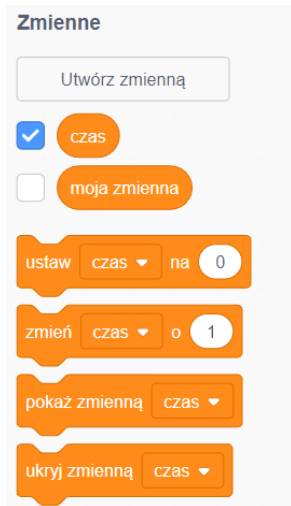 Zmienne
Utwórz zmienną
czas
moja zmienna
ustaw czas na 0
zmień czas o 1
pokaż zmienną czas
ukryj zmienną czas